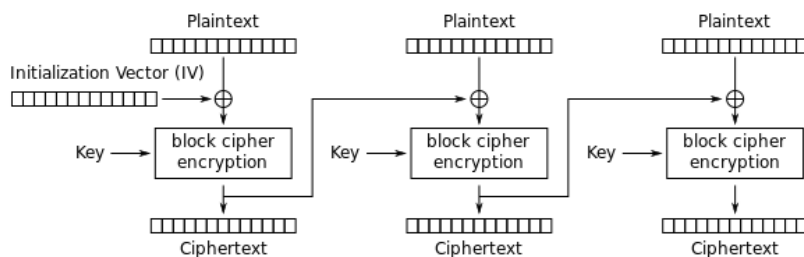 Plaintext
Plaintext
Plaintext
Initialization Vector (IV)
Key
block cipher
encryption
Key
block cipher
encryption
Key
block cipher
encryption
Ciphertext
Ciphertext
Ciphertext